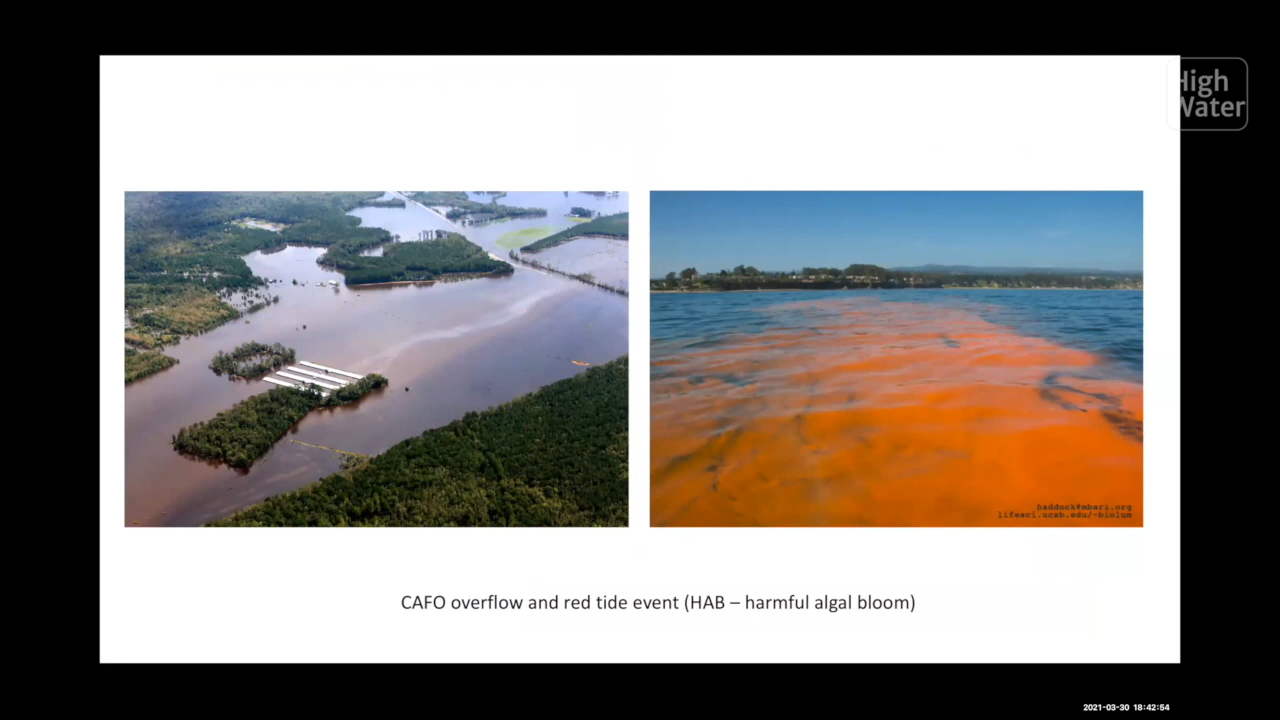 High
Water
haddock@mbari.org
lifesci.ucsb.edu/~biolum
CAFO overflow and red tide event (HAB – harmful algal bloom)
2021-03-30 18:42:54